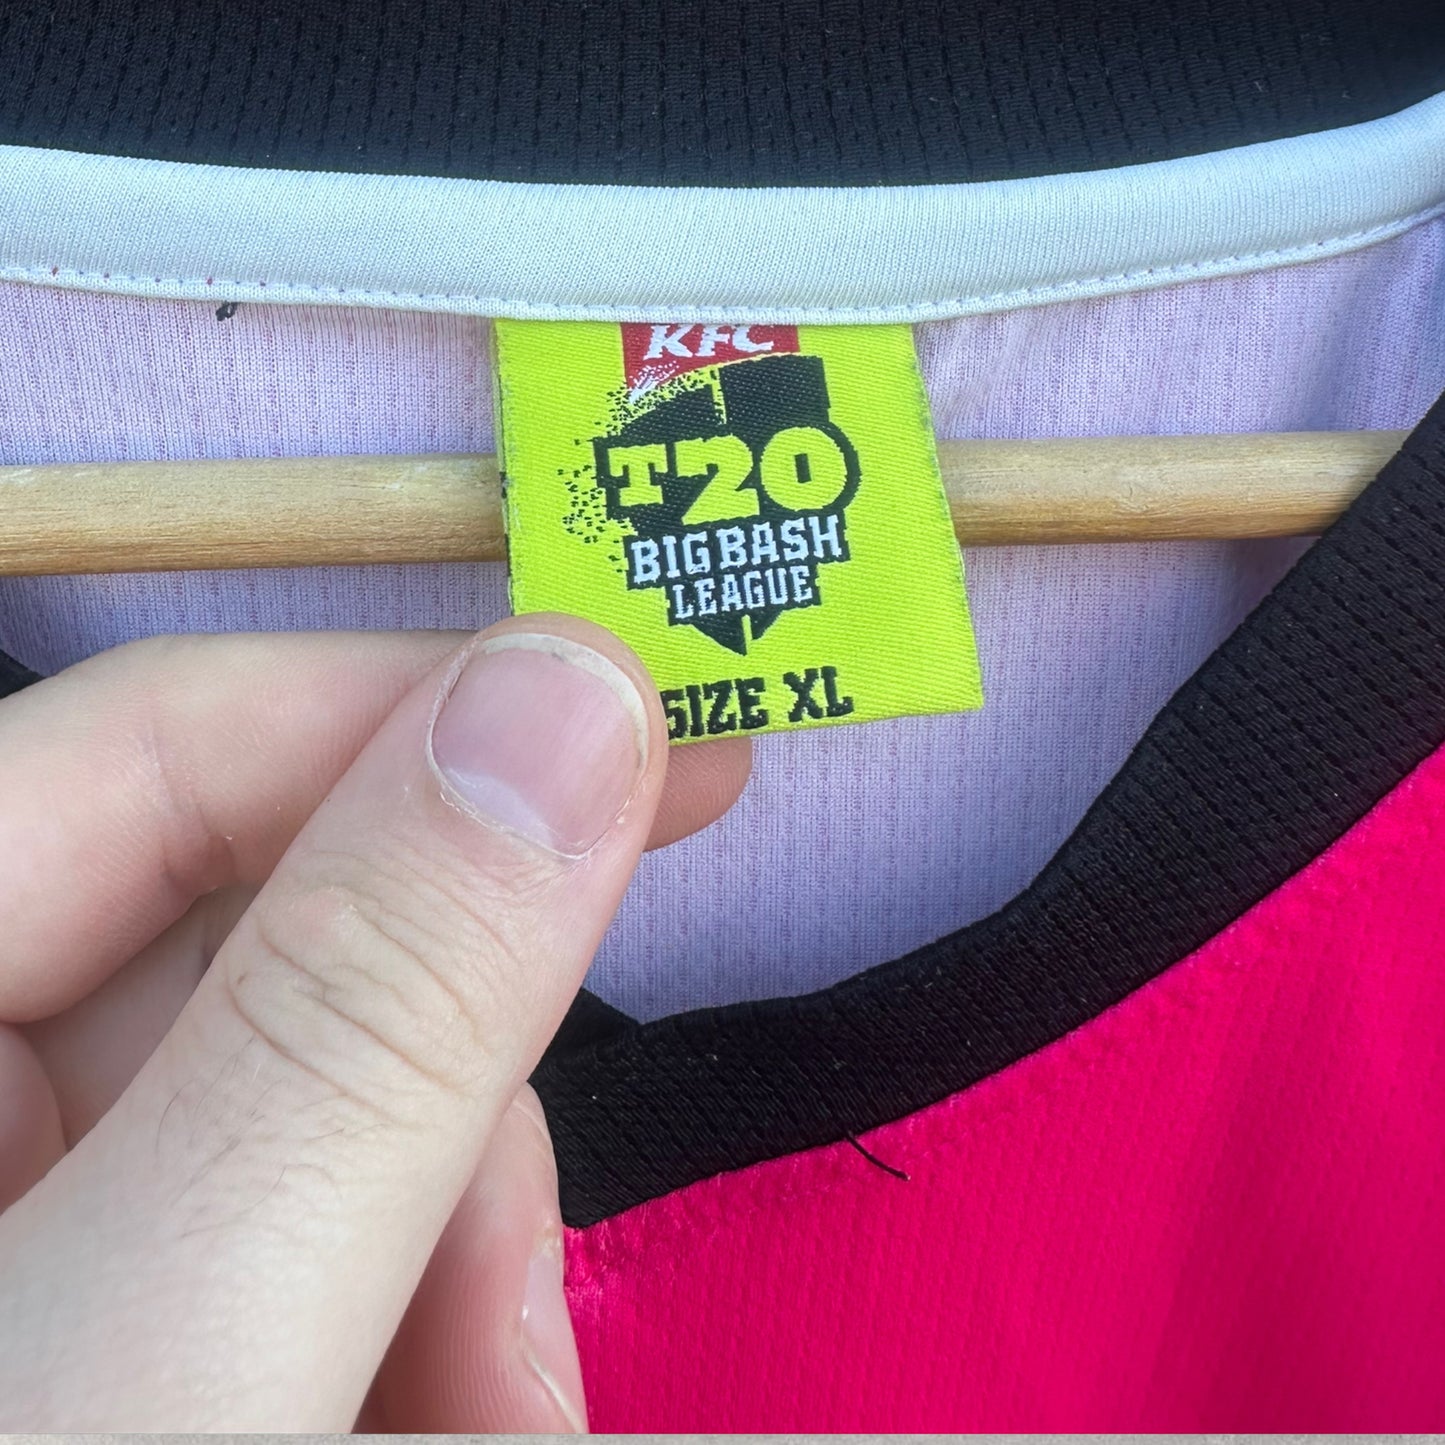 KFC
T20
BIG BASH
LEAGUE
SIZE XL